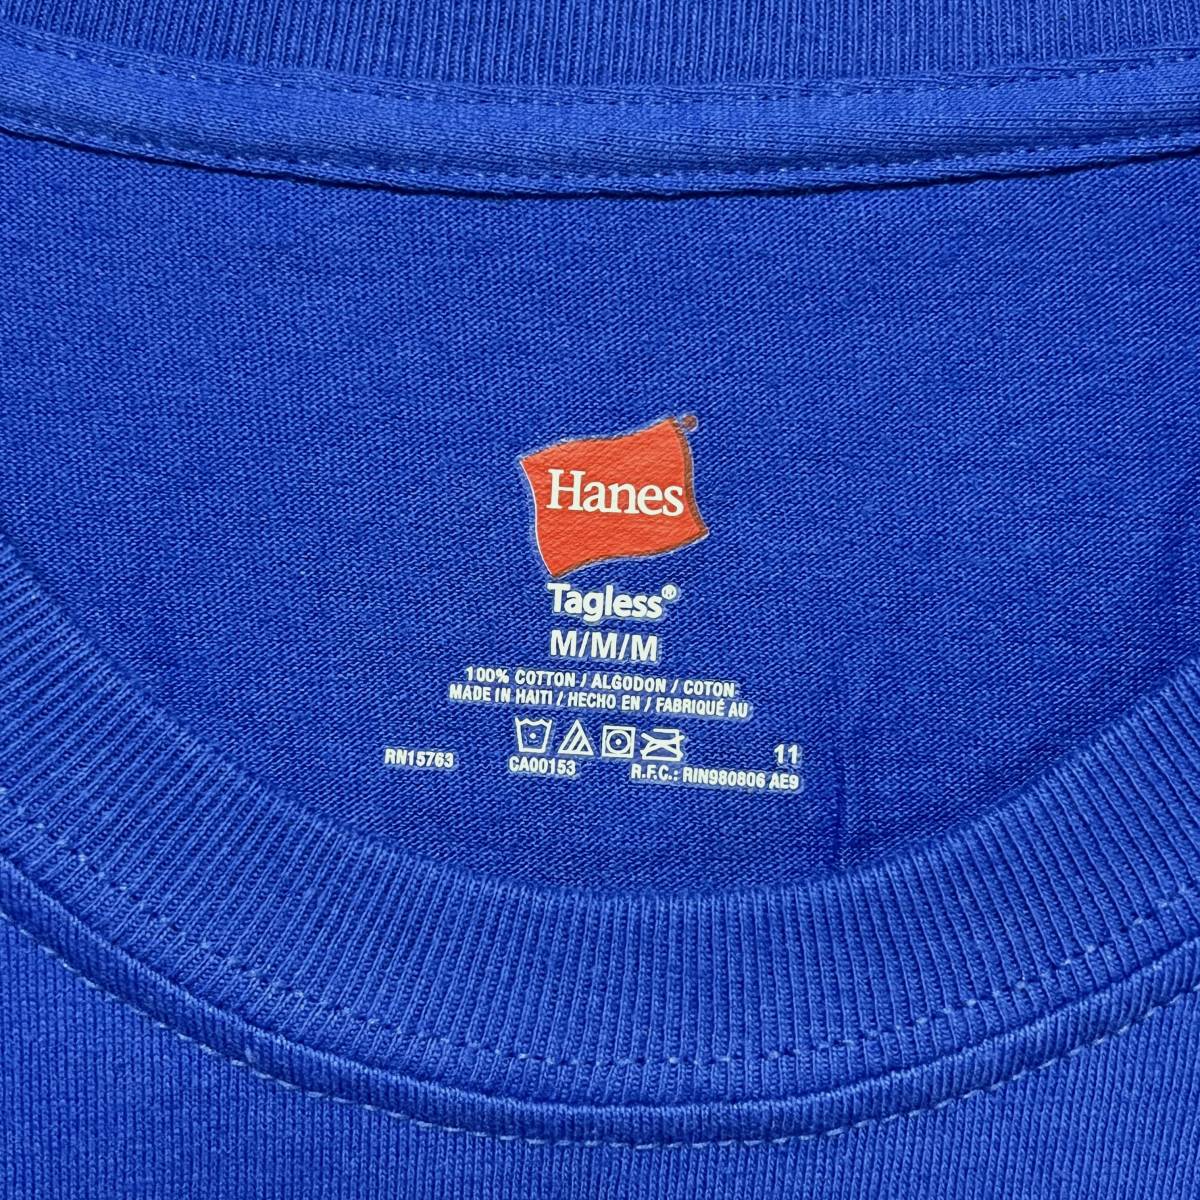 Hanes
Tagless®
M/M/M
100% COTTON / ALGODON / COTON
MADE IN HAITI / HECHO EN / FABRIQUÉ AU
11
RN15763 CA00153 R.F.C.: RIN980806 AE9